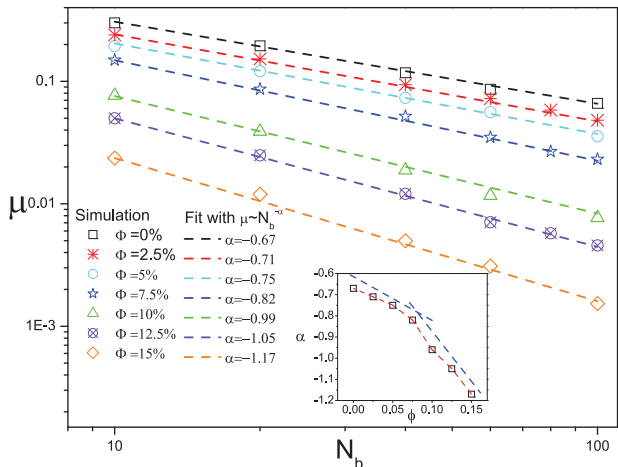 0.1
0.01
1E-3
μ
Simulation
Φ =0%
Φ =2.5%
Φ =5%
Φ =7.5%
Φ =10%
Φ =12.5%
Φ =15%
Fit with μ~N_b^-α
α=-0.67
α=-0.71
α=-0.75
α=-0.82
α=-0.99
α=-1.05
α=-1.17
-0.6
-0.7
-0.8
-0.9
-1.0
-1.1
-1.2
α
0.00 0.05 0.10 0.15
ϕ
10 100
N_b